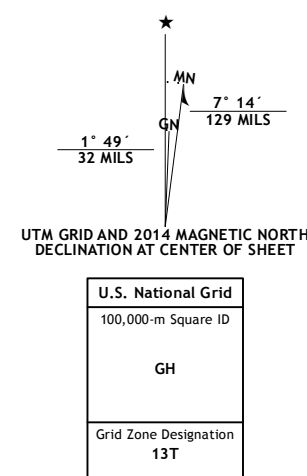 MN
GN
7° 14´
129 MILS
1° 49´
32 MILS
UTM GRID AND 2014 MAGNETIC NORTH
DECLINATION AT CENTER OF SHEET
U.S. National Grid
100,000-m Square ID
GH
Grid Zone Designation
13T